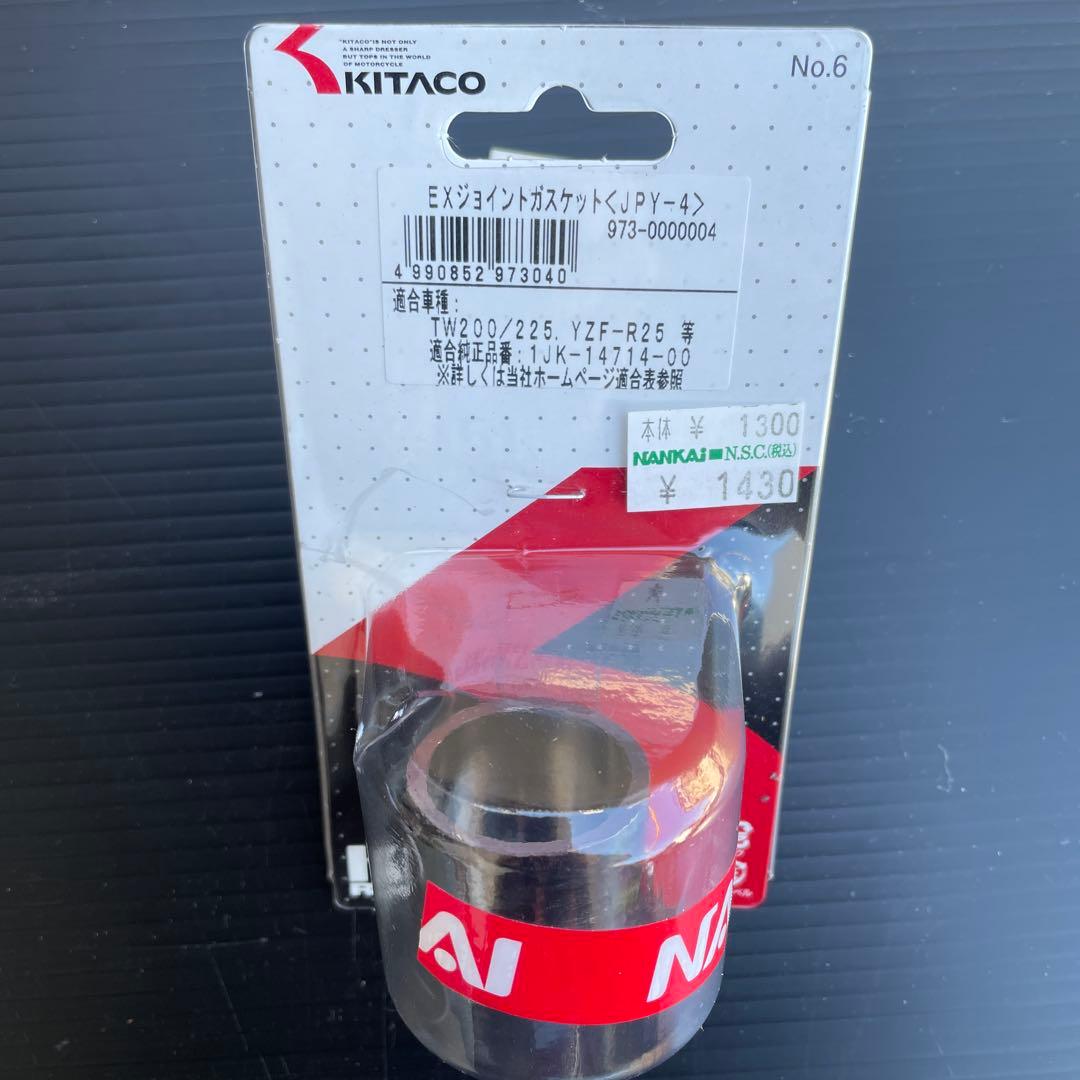 "KITACO" IS NOT ONLY
A SHARP DRESSER
BUT TOPS IN THE WORLD
OF MOTORCYCLE
KITACO
No.6
EXジョイントガスケット<JPY-4>
973-0000004
4 990852 973040
適合車種:
TW200/225. YZF-R25 等
適合純正品番:1JK-14714-00
※詳しくは当社ホームページ適合表参照
本体 ¥ 1300
NANKAi N.S.C.(税込)
¥ 1430
AI NA